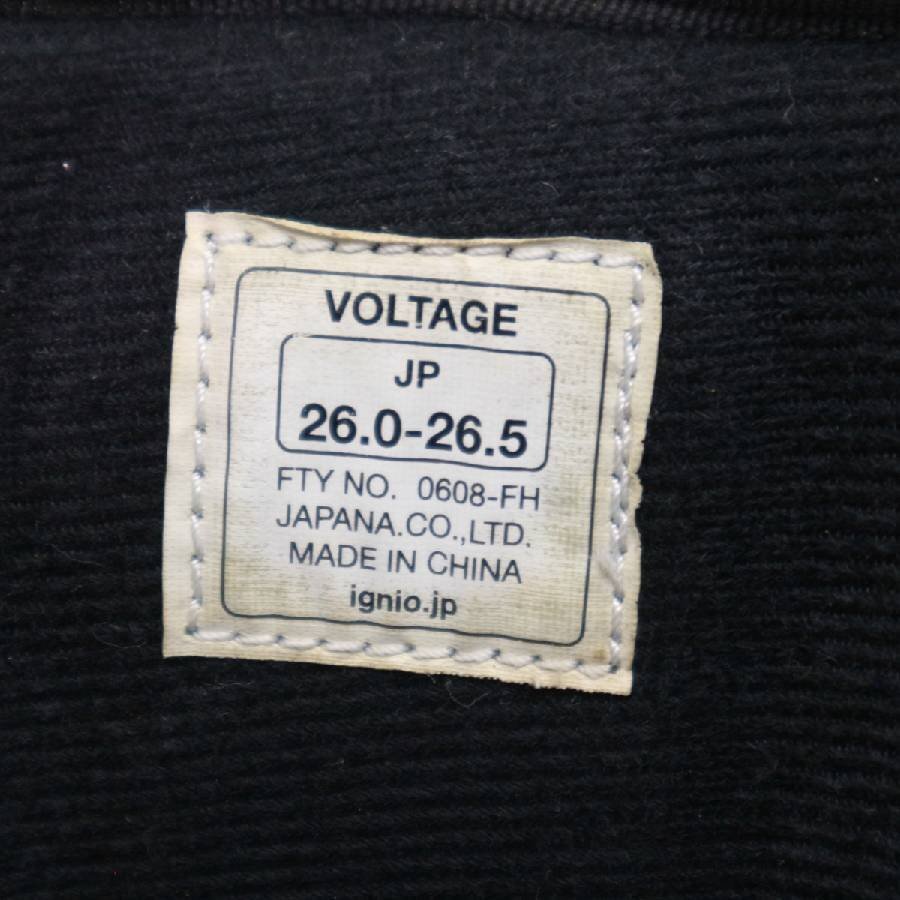 VOLTAGE
JP
26.0-26.5
FTY NO. 0608-FH
JAPANA.CO.,LTD.
MADE IN CHINA
ignio.jp